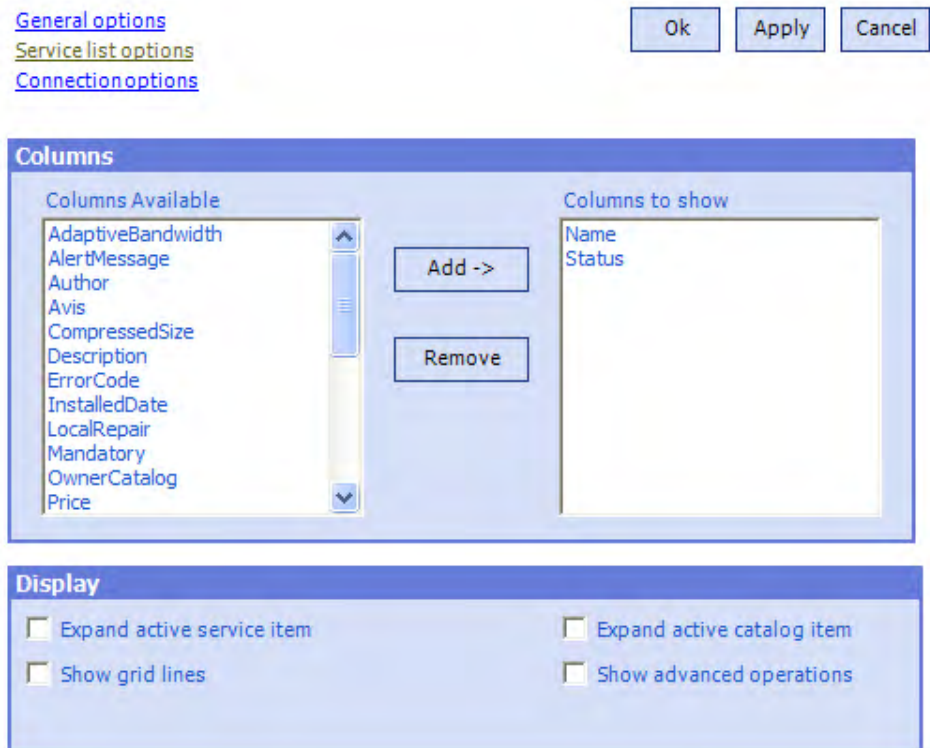 General options
Service list options
Connection options
Ok
Apply
Cancel
Columns
Columns Available
AdaptiveBandwidth
AlertMessage
Author
Avis
CompressedSize
Description
ErrorCode
InstalledDate
LocalRepair
Mandatory
OwnerCatalog
Price
Add ->
Remove
Columns to show
Name
Status
Display
Expand active service item
Expand active catalog item
Show grid lines
Show advanced operations